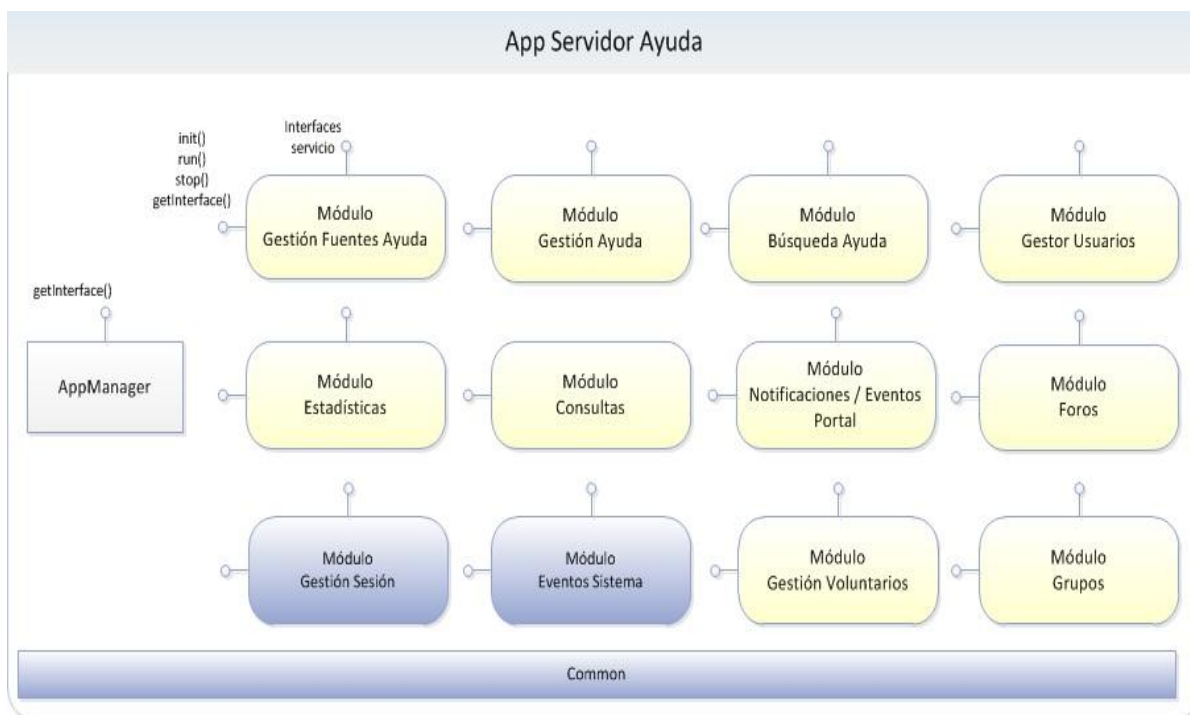 App Servidor Ayuda
init()
run()
stop()
getInterface()
Interfaces
servicio
Módulo
Gestión Fuentes Ayuda
Módulo
Gestión Ayuda
Módulo
Búsqueda Ayuda
Módulo
Gestor Usuarios
getInterface()
AppManager
Módulo
Estadísticas
Módulo
Consultas
Módulo
Notificaciones / Eventos
Portal
Módulo
Foros
Módulo
Gestión Sesión
Módulo
Eventos Sistema
Módulo
Gestión Voluntarios
Módulo
Grupos
Common